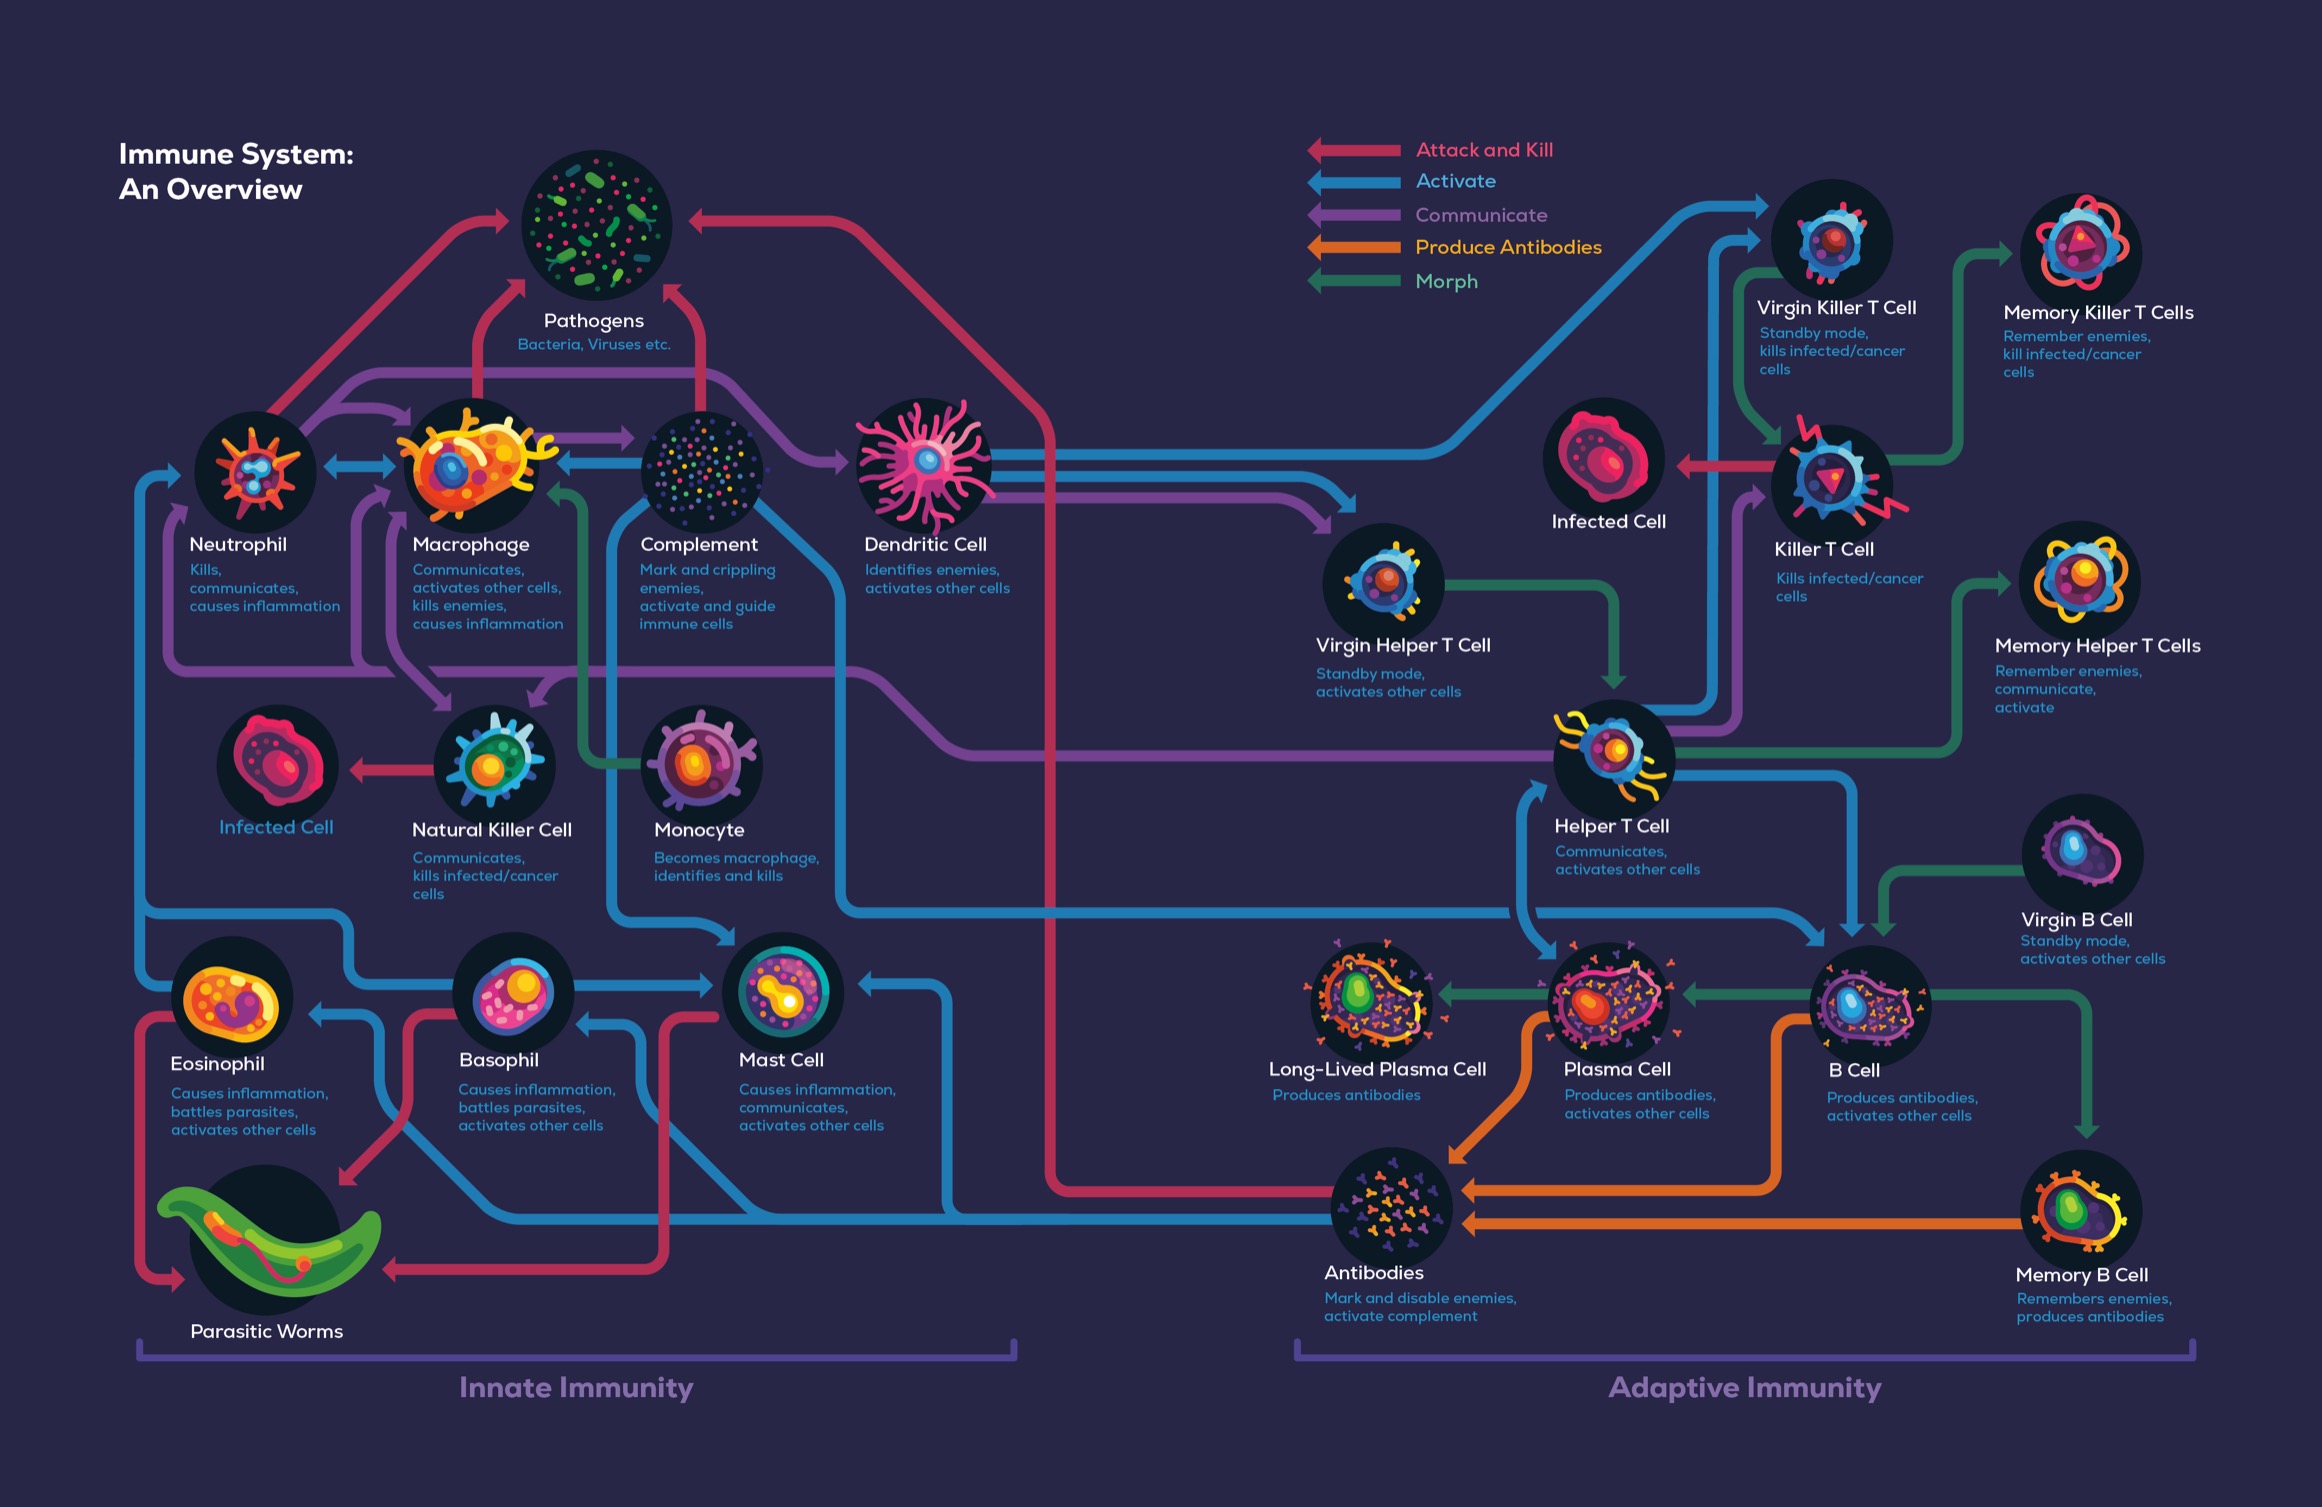 Immune System:
An Overview
Attack and Kill
Activate
Communicate
Produce Antibodies
Morph
Pathogens
Bacteria, Viruses etc.
Virgin Killer T Cell
Standby mode,
kills infected/cancer
cells
Memory Killer T Cells
Remember enemies,
kill infected/cancer
cells
Neutrophil
Kills,
communicates,
causes inflammation
Macrophage
Communicates,
activates other cells,
kills enemies,
causes inflammation
Complement
Mark and crippling
enemies,
activate and guide
immune cells
Dendritic Cell
Identifies enemies,
activates other cells
Infected Cell
Killer T Cell
Kills infected/cancer
cells
Virgin Helper T Cell
Standby mode,
activates other cells
Memory Helper T Cells
Remember enemies,
communicate,
activate
Infected Cell
Natural Killer Cell
Communicates,
kills infected/cancer
cells
Monocyte
Becomes macrophage,
identifies and kills
Helper T Cell
Communicates,
activates other cells
Virgin B Cell
Standby mode,
activates other cells
Eosinophil
Causes inflammation,
battles parasites,
activates other cells
Basophil
Causes inflammation,
battles parasites,
activates other cells
Mast Cell
Causes inflammation,
communicates,
activates other cells
Long-Lived Plasma Cell
Produces antibodies
Plasma Cell
Produces antibodies,
activates other cells
B Cell
Produces antibodies,
activates other cells
Parasitic Worms
Antibodies
Mark and disable enemies,
activate complement
Memory B Cell
Remembers enemies,
produces antibodies
Innate Immunity
Adaptive Immunity